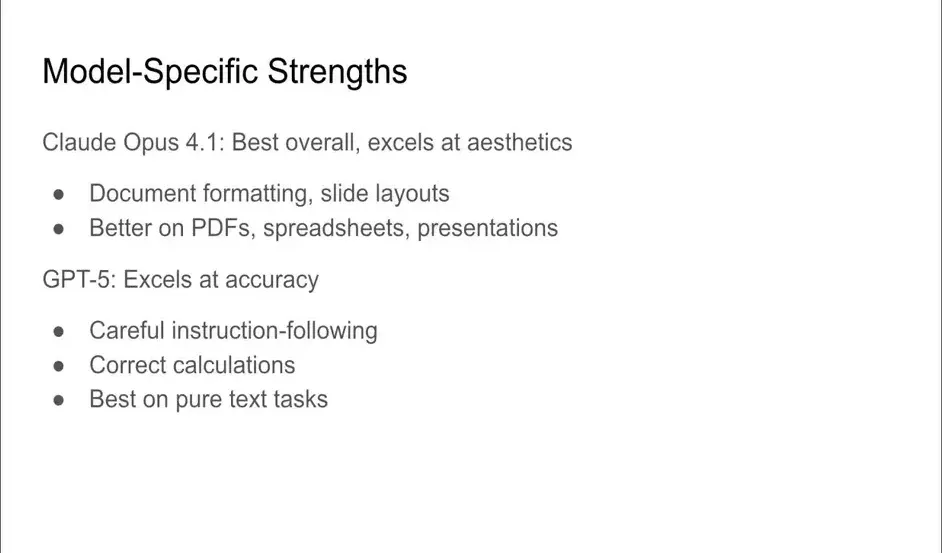 Model-Specific Strengths
Claude Opus 4.1: Best overall, excels at aesthetics
● Document formatting, slide layouts
● Better on PDFs, spreadsheets, presentations
GPT-5: Excels at accuracy
● Careful instruction-following
● Correct calculations
● Best on pure text tasks